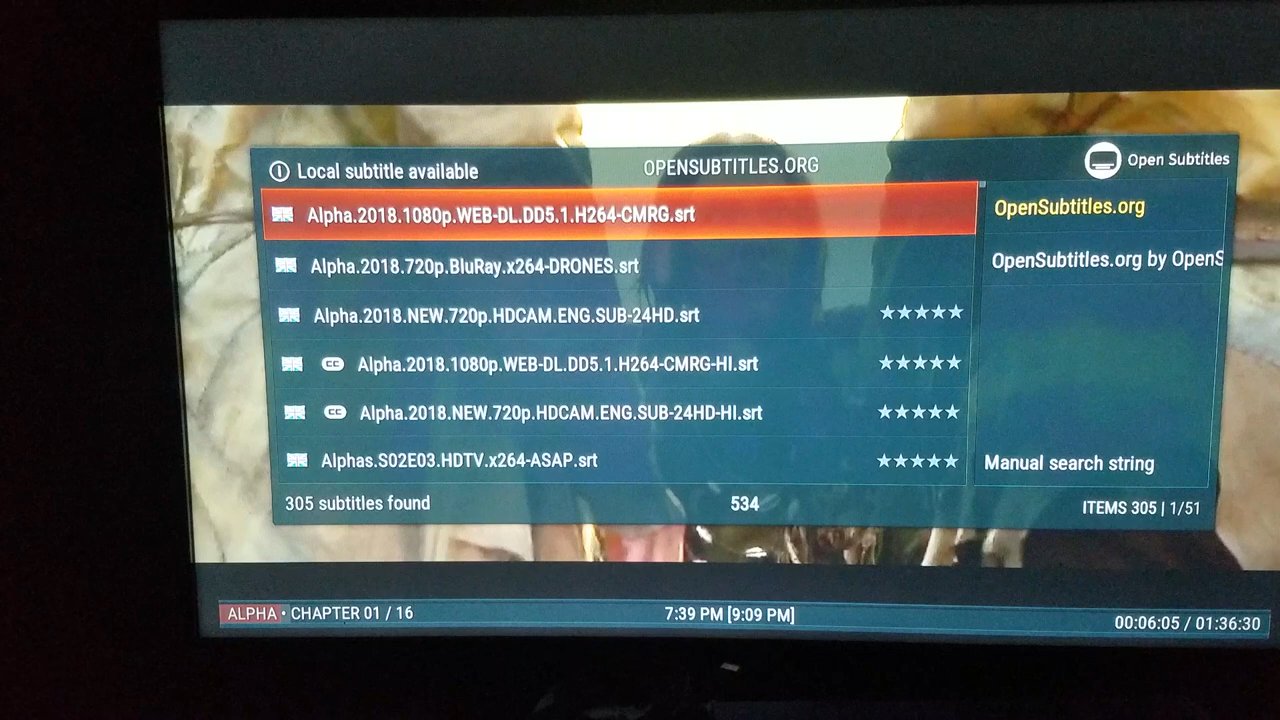 Local subtitle available
OPENSUBTITLES.ORG
Open Subtitles
Alpha.2018.1080p.WEB-DL.DD5.1.H264-CMRG.srt
Alpha.2018.720p.BluRay.x264-DRONES.srt
Alpha.2018.NEW.720p.HDCAM.ENG.SUB-24HD.srt
CC Alpha.2018.1080p.WEB-DL.DD5.1.H264-CMRG-HI.srt
CC Alpha.2018.NEW.720p.HDCAM.ENG.SUB-24HD-HI.srt
Alphas.S02E03.HDTV.x264-ASAP.srt
OpenSubtitles.org
OpenSubtitles.org by OpenS
Manual search string
305 subtitles found
534
ITEMS 305 | 1/51
ALPHA • CHAPTER 01 / 16
7:39 PM [9:09 PM]
00:06:05 / 01:36:30